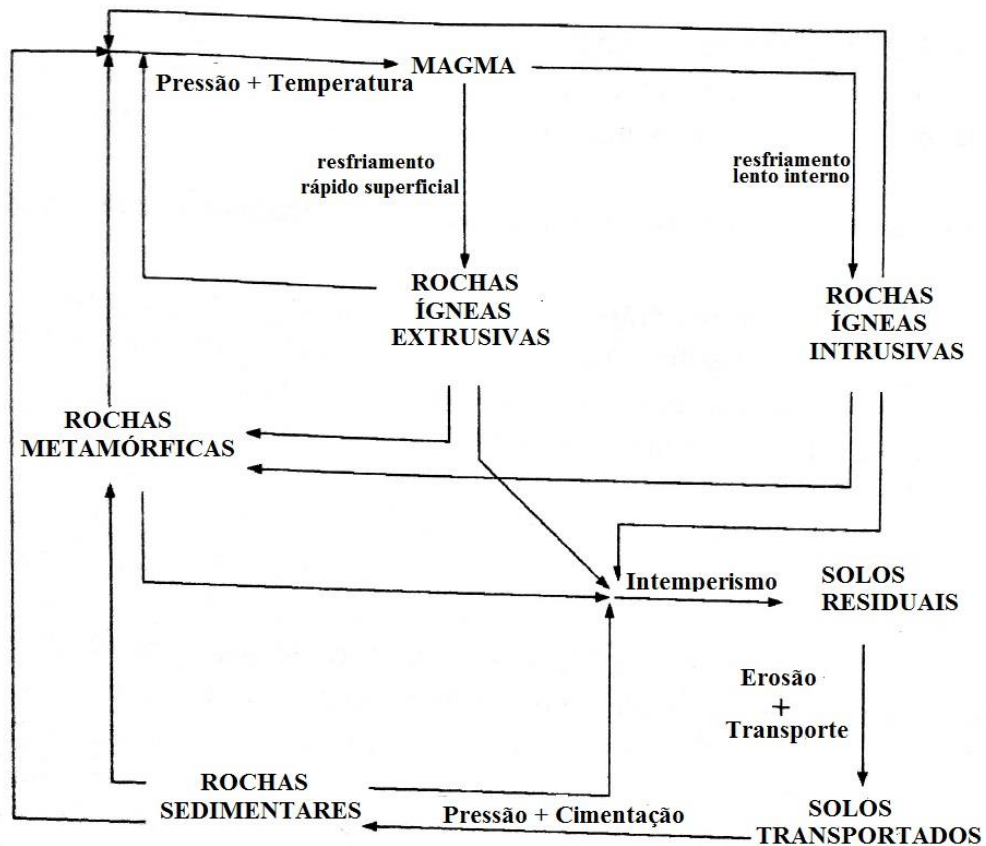 MAGMA
Pressão + Temperatura
resfriamento
rápido superficial
resfriamento
lento interno
ROCHAS
ÍGNEAS
EXTRUSIVAS
ROCHAS
ÍGNEAS
INTRUSIVAS
ROCHAS
METAMÓRFICAS
Intemperismo
SOLOS
RESIDUAIS
Erosão
+
Transporte
ROCHAS
SEDIMENTARES
Pressão + Cimentação
SOLOS
TRANSPORTADOS